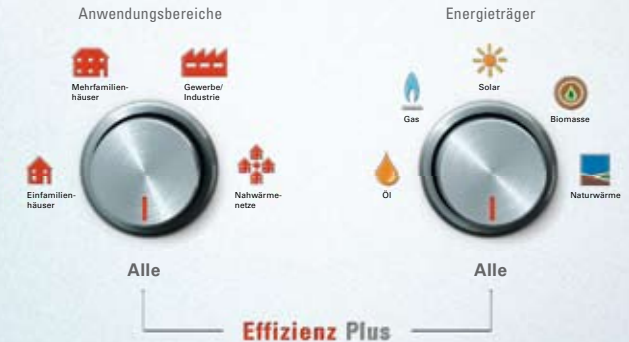 Anwendungsbereiche
Mehrfamilien-
häuser
Gewerbe/
Industrie
Einfamilien-
häuser
Nahwärme-
netze
Alle
Energieträger
Solar
Gas
Biomasse
Öl
Naturwärme
Alle
Effizienz Plus